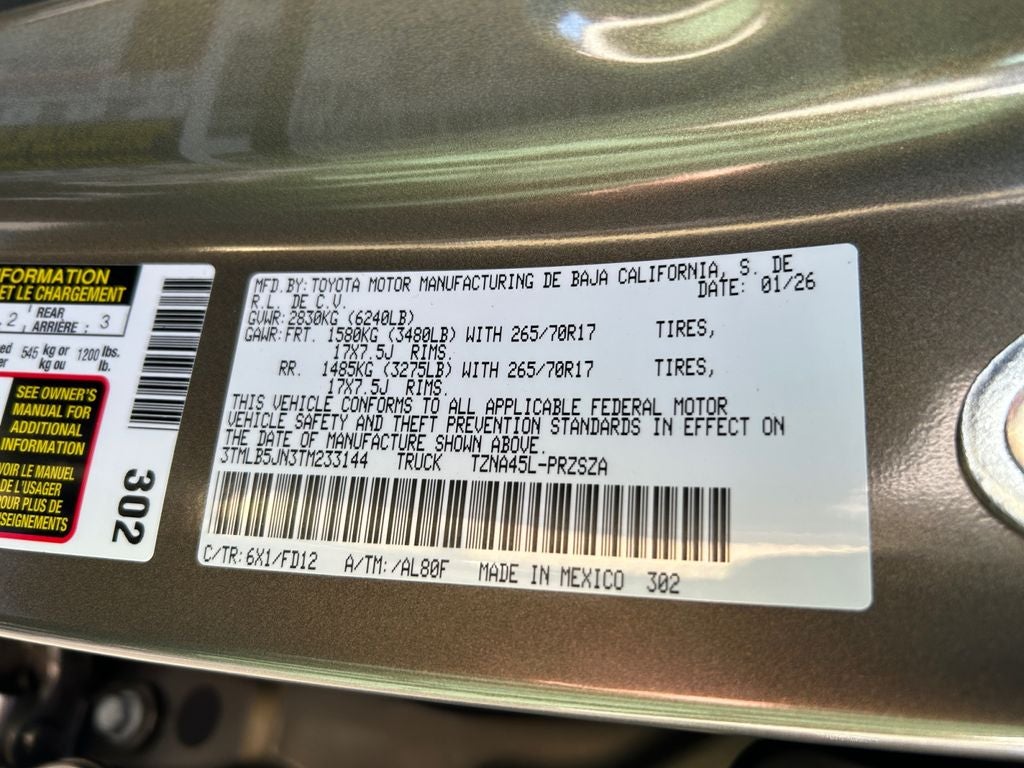 NFORMATION
ET LE CHARGEMENT
2 REAR ARRIÈRE : 3
545 kg or kg ou 1200 lbs. lb.
SEE OWNER'S
MANUAL FOR
ADDITIONAL
INFORMATION
VOIR LE MANUEL
DE L'USAGER
POUR PLUS DE
SEIGNEMENTS
302
MFD.BY:TOYOTA MOTOR MANUFACTURING DE BAJA CALIFORNIA, S. DE
R.L. DE C.V. DATE: 01/26
GVWR:2830KG (6240LB)
GAWR:FRT. 1580KG (3480LB) WITH 265/70R17 TIRES,
17X7.5J RIMS.
RR. 1485KG (3275LB) WITH 265/70R17 TIRES,
17X7.5J RIMS.
THIS VEHICLE CONFORMS TO ALL APPLICABLE FEDERAL MOTOR
VEHICLE SAFETY AND THEFT PREVENTION STANDARDS IN EFFECT ON
THE DATE OF MANUFACTURE SHOWN ABOVE.
3TMLB5JN3TM233144 TRUCK TZNA45L-PRZSZA
C/TR:6X1/FD12 A/TM:/AL80F MADE IN MEXICO 302